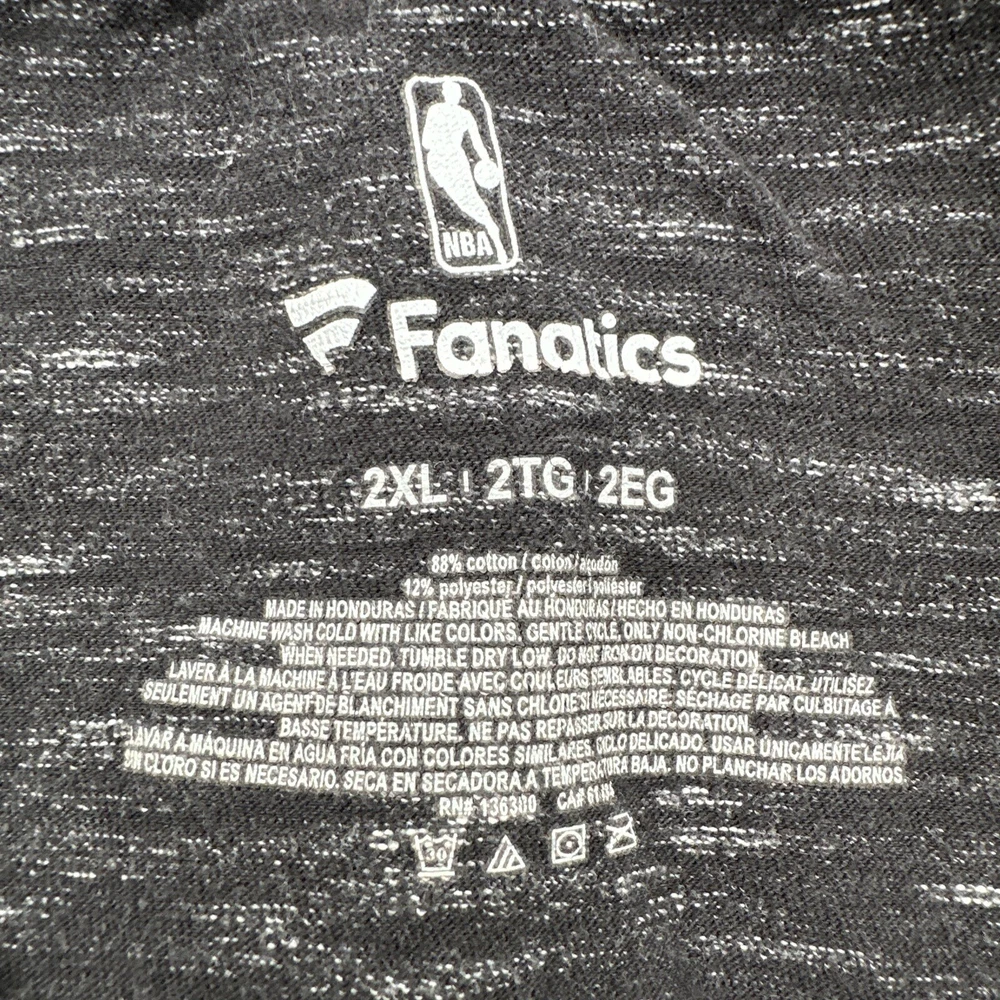 NBA
Fanatics
2XL | 2TG | 2EG
88% cotton / coton / algodón
12% polyester / polyester / poliéster
MADE IN HONDURAS / FABRIQUÉ AU HONDURAS / HECHO EN HONDURAS
MACHINE WASH COLD WITH LIKE COLORS, GENTLE CYCLE, ONLY NON-CHLORINE BLEACH
WHEN NEEDED, TUMBLE DRY LOW. DO NOT IRON ON DECORATION
LAVER À LA MACHINE À L'EAU FROIDE AVEC COULEURS SEMBLABLES. CYCLE DÉLICAT. UTILISEZ
SEULEMENT UN AGENT DE BLANCHIMENT SANS CHLORE SI NÉCESSAIRE. SÉCHAGE PAR CULBUTAGE À
BASSE TEMPÉRATURE. NE PAS REPASSER SUR LA DECORATION
LAVAR A MÁQUINA EN AGUA FRÍA CON COLORES SIMILARES. CICLO DELICADO. USAR ÚNICAMENTE LEJÍA
SIN CLORO SI ES NECESARIO. SECA EN SECADORA A TEMPERATURA BAJA. NO PLANCHAR LOS ADORNOS
RN# 136300 CA#
30